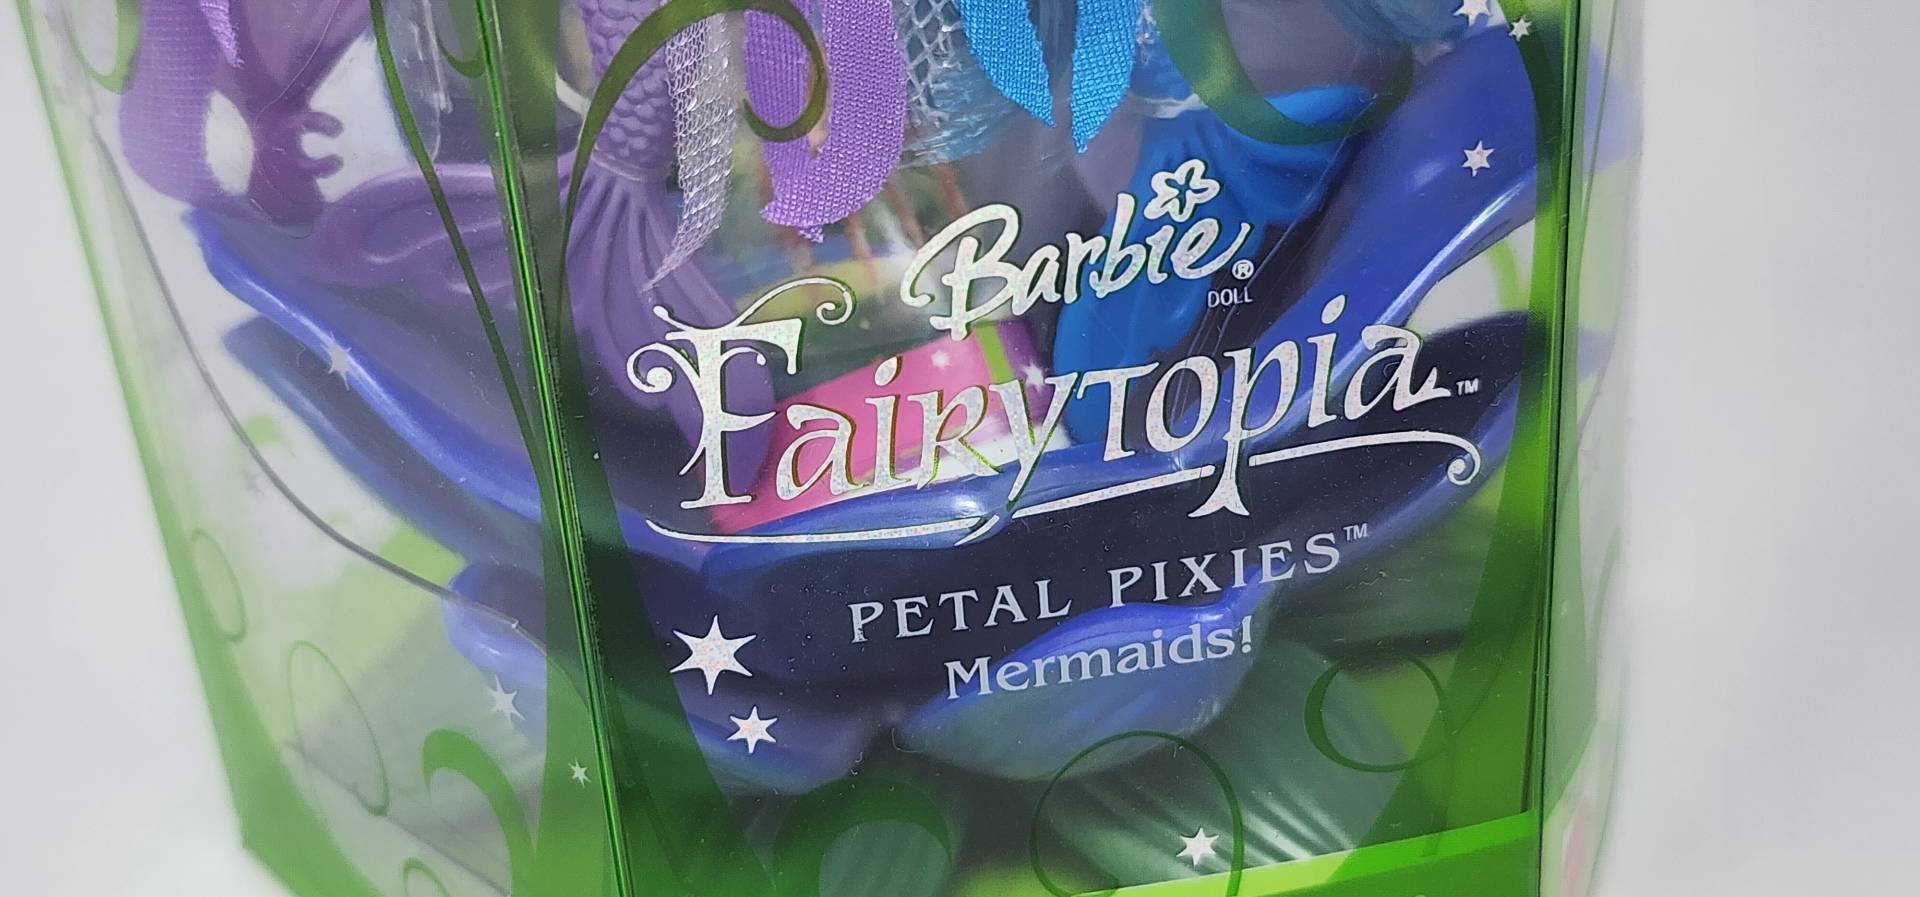 Barbie®
DOLL
Fairytopia™
PETAL PIXIES™
Mermaids!